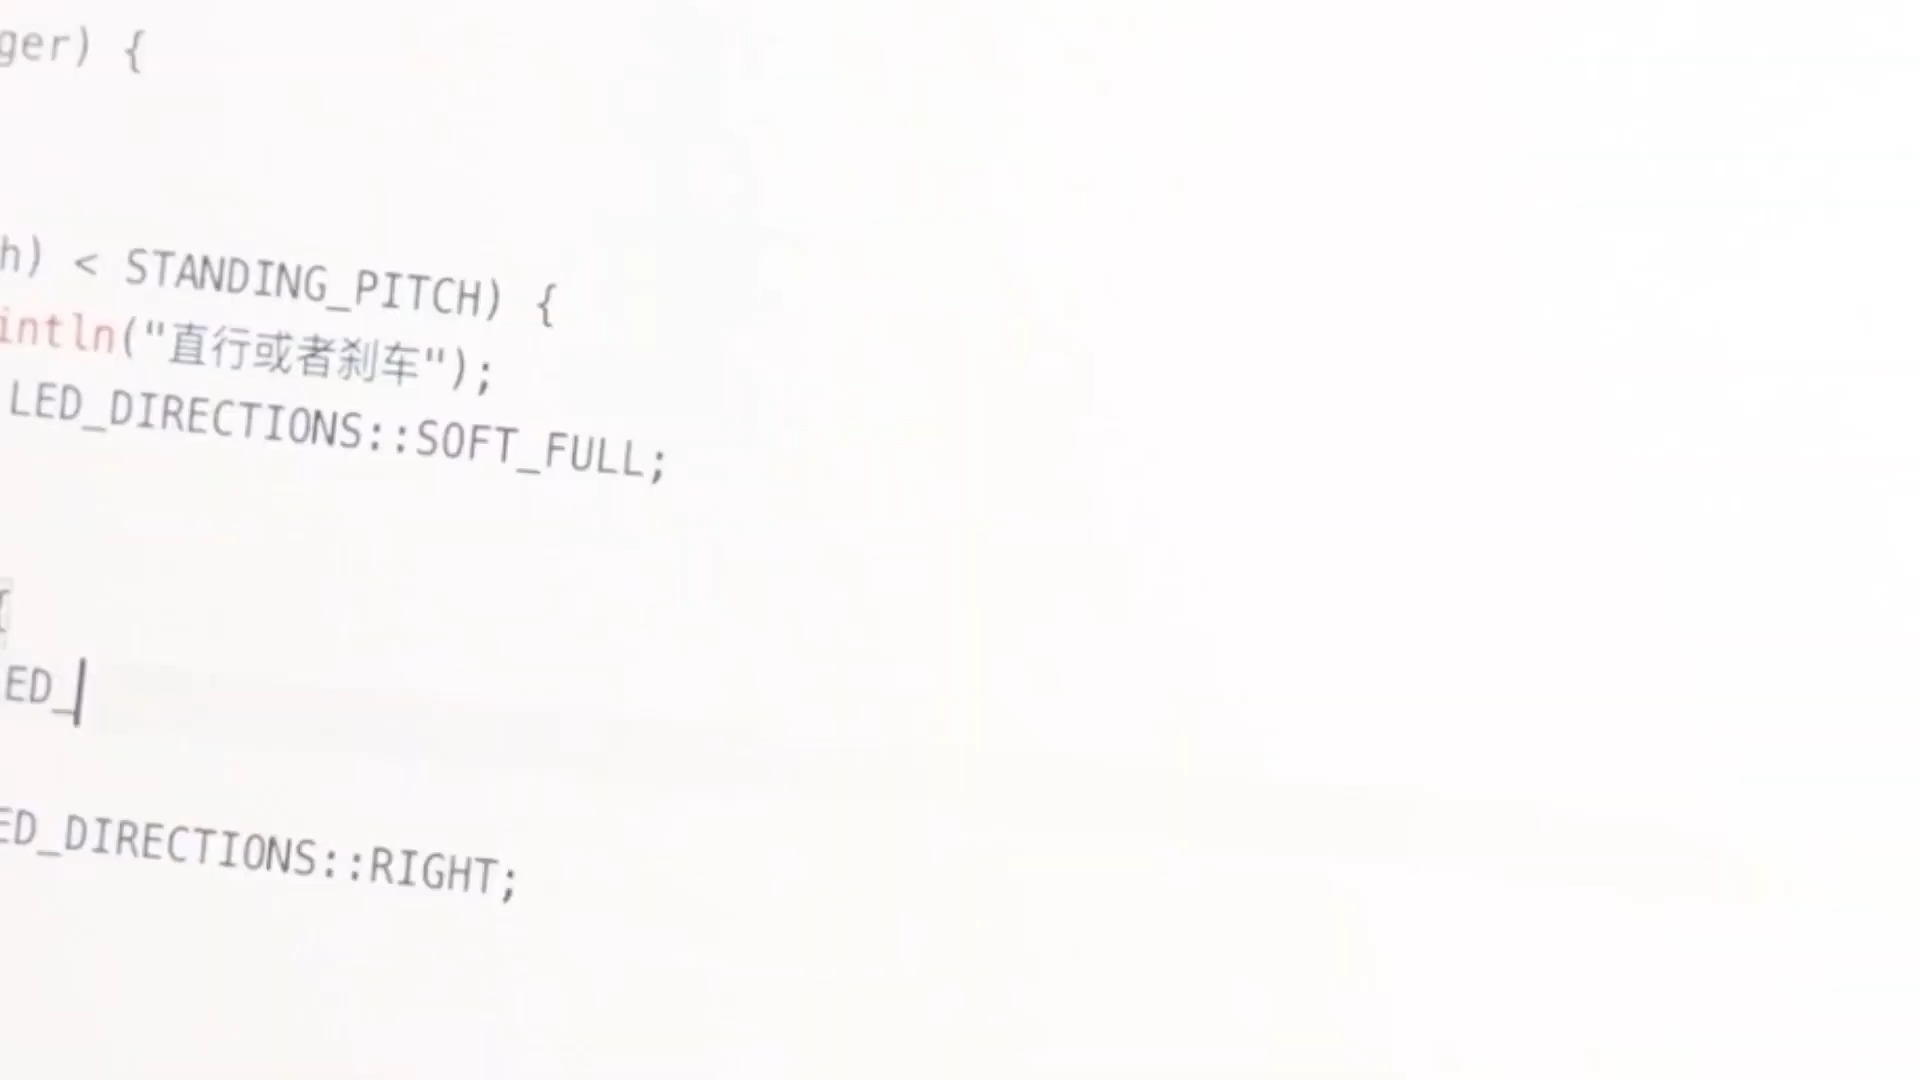 ger) {
h) < STANDING_PITCH) {
intln("直行或者刹车");
LED_DIRECTIONS::SOFT_FULL;
{
ED_
ED_DIRECTIONS::RIGHT;